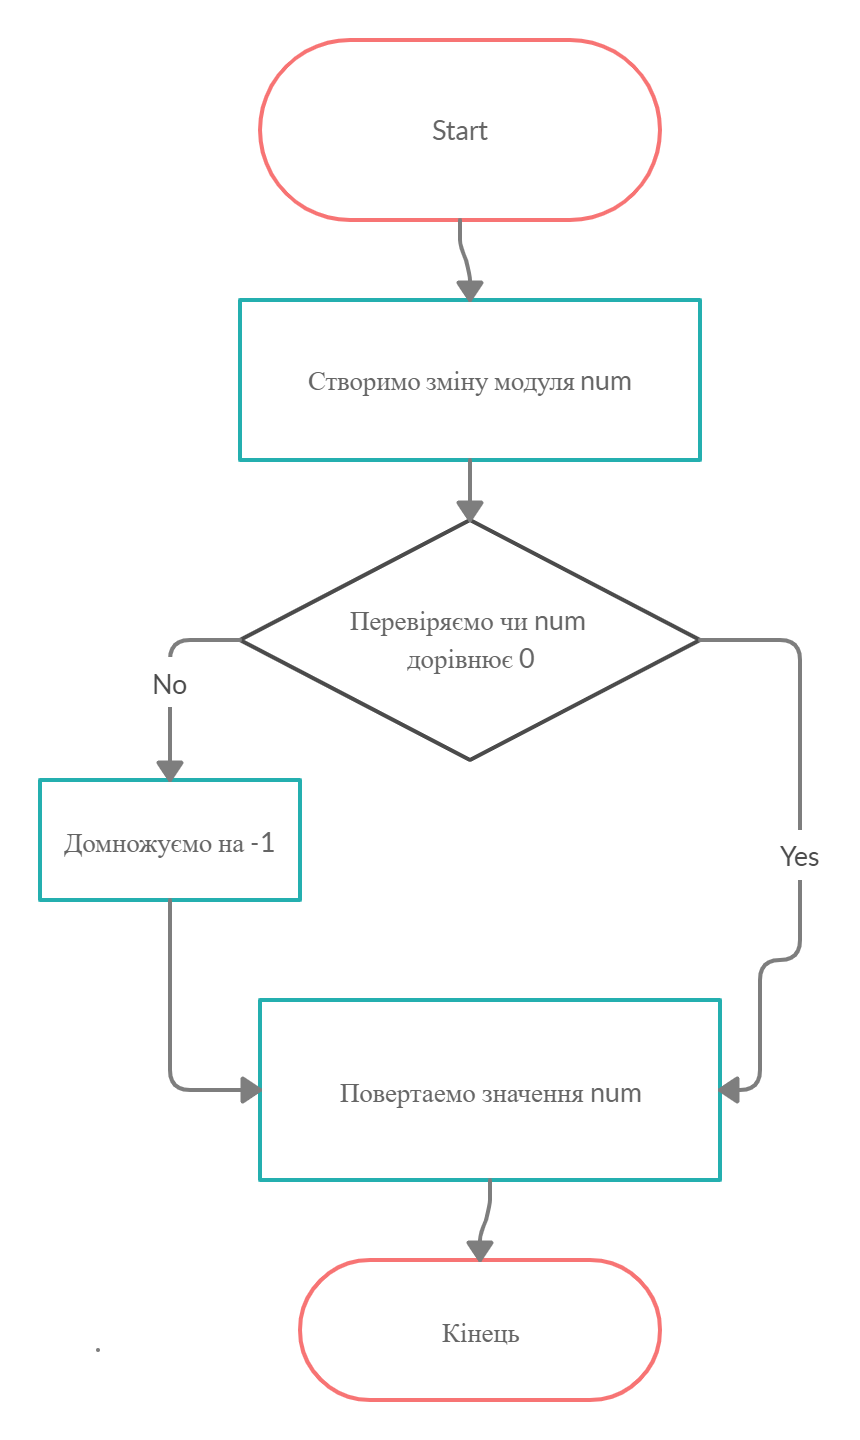 Start
Створимо зміну модуля num
Перевіряємо чи num
дорівнює 0
No
Домножуємо на -1
Yes
Повертаемо значення num
Кінець
.